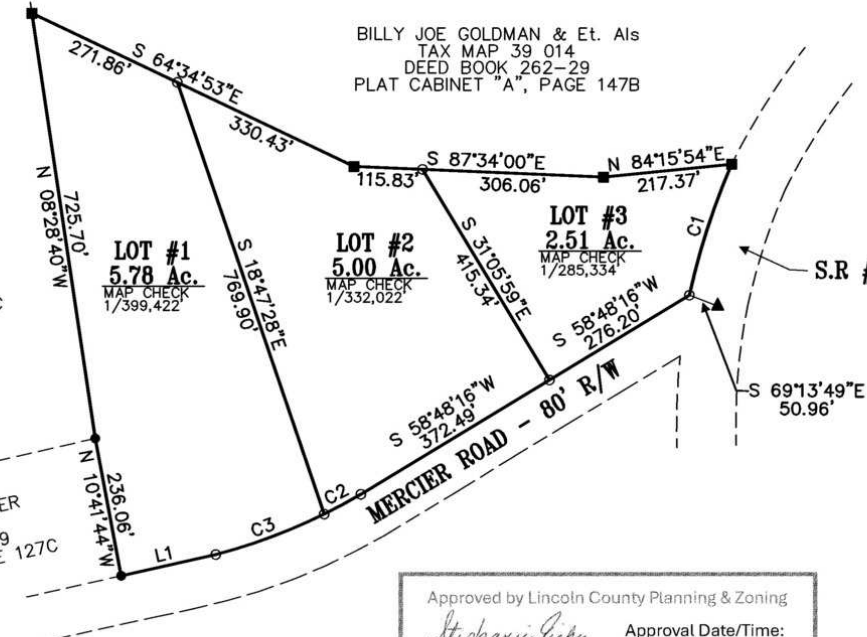 BILLY JOE GOLDMAN & Et. Als
TAX MAP 39 014
DEED BOOK 262-29
PLAT CABINET "A", PAGE 147B
S 64°34'53"E
271.86'
330.43'
S 87°34'00"E
115.83'
306.06'
N 84°15'54"E
217.37'
C1
N 08°28'40"W
725.70'
LOT #1
5.78 Ac.
MAP CHECK
1/399,422'
S 18°47'28"E
769.90'
LOT #2
5.00 Ac.
MAP CHECK
1/332,022'
S 31°05'59"E
415.34'
LOT #3
2.51 Ac.
MAP CHECK
1/285,334'
S.R #
S 58°48'16"W
276.20'
S 69°13'49"E
50.96'
S 58°48'16"W
372.49'
MERCIER ROAD - 80' R/W
N 10°41'44"W
236.06'
C
ER
9
E 127C
L1
C3
C2
Approved by Lincoln County Planning & Zoning
Approval Date/Time: